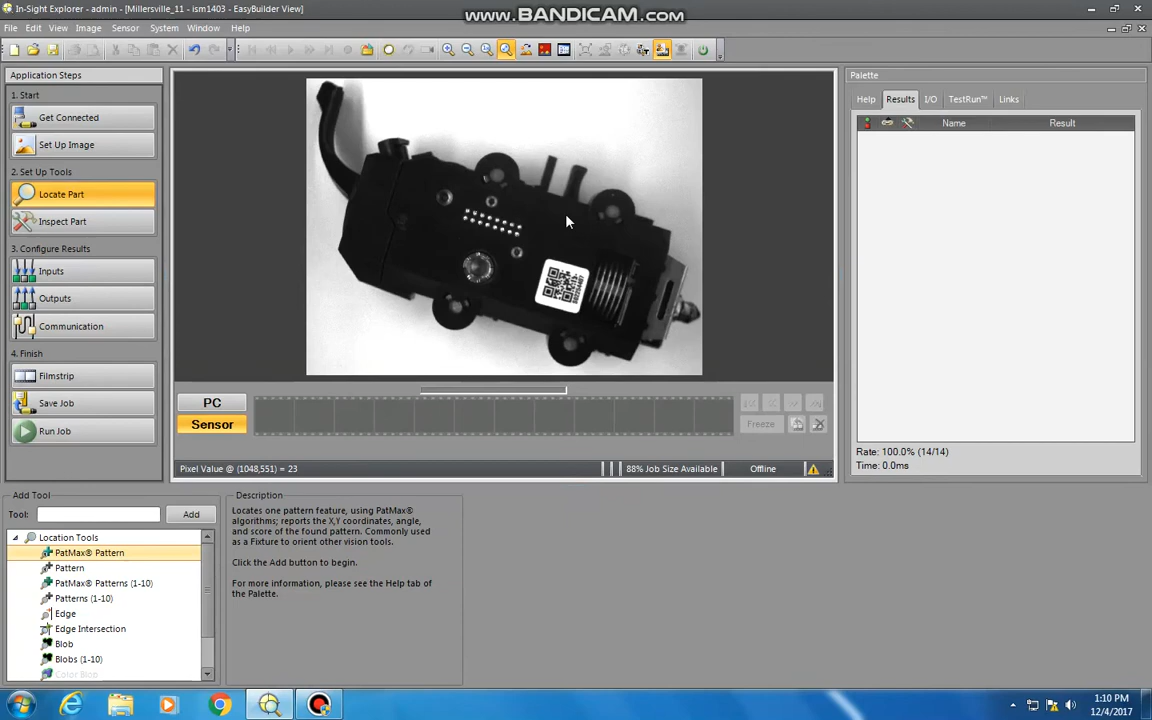 In-Sight Explorer - admin - [Millersville_11 - ism1403 - EasyBuilder View]
www.BANDICAM.com
File Edit View Image Sensor System Window Help
Application Steps
1. Start
Get Connected
Set Up Image
2. Set Up Tools
Locate Part
Inspect Part
3. Configure Results
Inputs
Outputs
Communication
4. Finish
Filmstrip
Save Job
Run Job
PC
Sensor
Freeze
Pixel Value @ (1048,551) = 23
88% Job Size Available
Offline
Palette
Help Results I/O TestRun™ Links
Name Result
Rate: 100.0% (14/14)
Time: 0.0ms
Add Tool
Tool:
Add
Location Tools
PatMax® Pattern
Pattern
PatMax® Patterns (1-10)
Patterns (1-10)
Edge
Edge Intersection
Blob
Blobs (1-10)
Color Blob
Description
Locates one pattern feature, using PatMax®
algorithms; reports the X,Y coordinates, angle,
and score of the found pattern. Commonly used
as a Fixture to orient other vision tools.
Click the Add button to begin.
For more information, please see the Help tab of
the Palette.
1:10 PM
12/4/2017